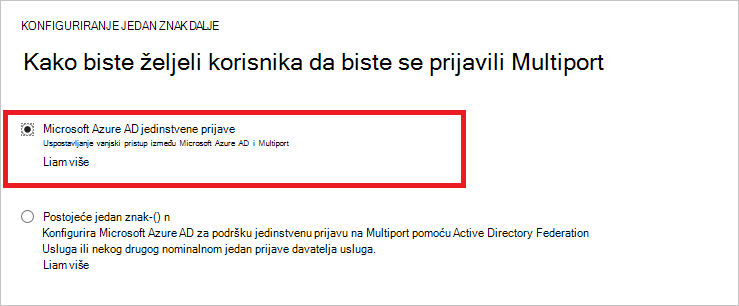 KONFIGURIRANJE JEDAN ZNAK DALJE
Kako biste željeli korisnika da biste se prijavili Multiport
Microsoft Azure AD jedinstvene prijave
Uspostavljanje vanjski pristup između Microsoft Azure AD i Multiport
Liam više
Postojeće jedan znak-() n
Konfigurira Microsoft Azure AD za podršku jedinstvenu prijavu na Multiport pomoću Active Directory Federation
Usluga ili nekog drugog nominalnom jedan prijave davatelja usluga.
Liam više